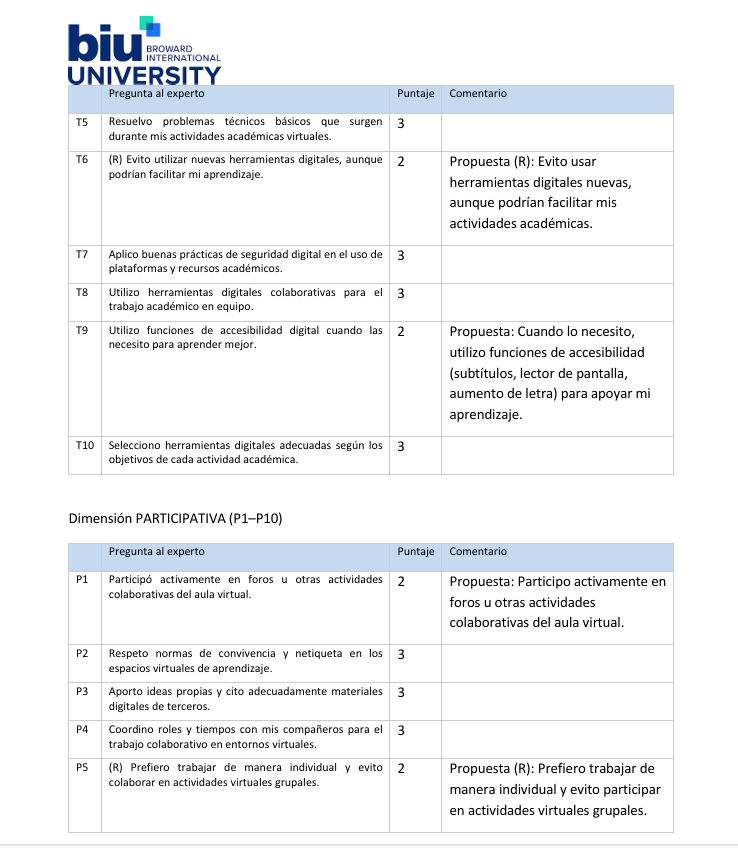 biu BROWARD
INTERNATIONAL
UNIVERSITY
Pregunta al experto Puntaje Comentario
T5 Resuelvo problemas técnicos básicos que surgen 3
durante mis actividades académicas virtuales.
T6 (R) Evito utilizar nuevas herramientas digitales, aunque 2 Propuesta (R): Evito usar
podrían facilitar mi aprendizaje. herramientas digitales nuevas,
aunque podrían facilitar mis
actividades académicas.
T7 Aplico buenas prácticas de seguridad digital en el uso de 3
plataformas y recursos académicos.
T8 Utilizo herramientas digitales colaborativas para el 3
trabajo académico en equipo.
T9 Utilizo funciones de accesibilidad digital cuando las 2 Propuesta: Cuando lo necesito,
necesito para aprender mejor. utilizo funciones de accesibilidad
(subtítulos, lector de pantalla,
aumento de letra) para apoyar mi
aprendizaje.
T10 Selecciono herramientas digitales adecuadas según los 3
objetivos de cada actividad académica.
Dimensión PARTICIPATIVA (P1–P10)
Pregunta al experto Puntaje Comentario
P1 Participó activamente en foros u otras actividades 2 Propuesta: Participo activamente en
colaborativas del aula virtual. foros u otras actividades
colaborativas del aula virtual.
P2 Respeto normas de convivencia y netiqueta en los 3
espacios virtuales de aprendizaje.
P3 Aporto ideas propias y cito adecuadamente materiales 3
digitales de terceros.
P4 Coordino roles y tiempos con mis compañeros para el 3
trabajo colaborativo en entornos virtuales.
P5 (R) Prefiero trabajar de manera individual y evito 2 Propuesta (R): Prefiero trabajar de
colaborar en actividades virtuales grupales. manera individual y evito participar
en actividades virtuales grupales.